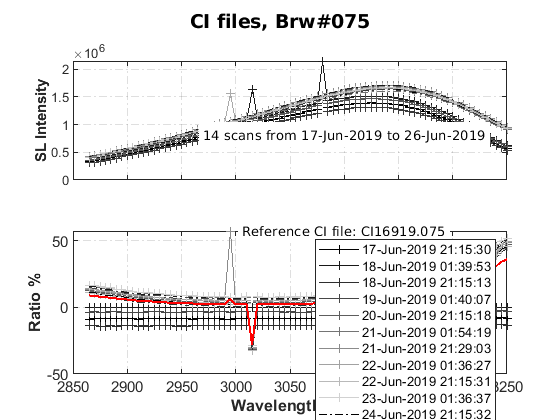 CI files, Brw#075
×10^6
2
1.5
1
0.5
0
SL Intensity
14 scans from 17-Jun-2019 to 26-Jun-2019
Reference CI file: CI16919.075
50
0
-50
Ratio %
2850
2900
2950
3000
3050
3250
Wavelength
17-Jun-2019 21:15:30
18-Jun-2019 01:39:53
18-Jun-2019 21:15:13
19-Jun-2019 01:40:07
20-Jun-2019 21:15:18
21-Jun-2019 01:54:19
21-Jun-2019 21:29:03
22-Jun-2019 01:36:27
22-Jun-2019 21:15:31
23-Jun-2019 01:36:37
24-Jun-2019 21:15:32